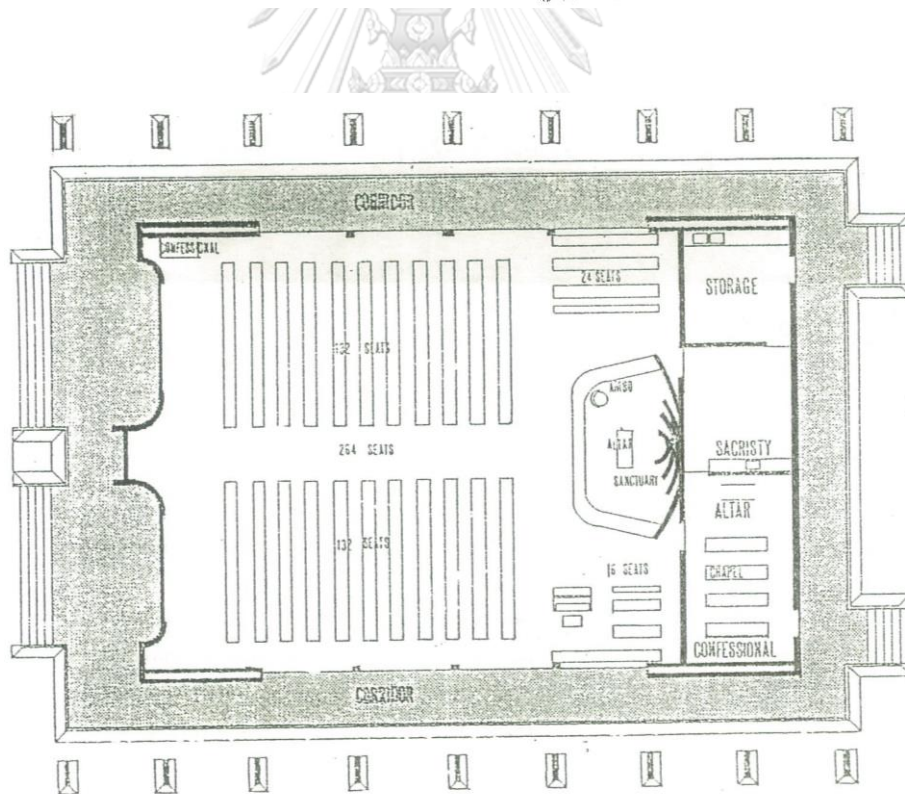 CORRIDOR
CONFESSIONAL
24 SEATS
STORAGE
132 SEATS
AMBO
264 SEATS
ALTAR
SACRISTY
SANCTUARY
ALTAR
132 SEATS
16 SEATS
CHAPEL
CONFESSIONAL
CORRIDOR